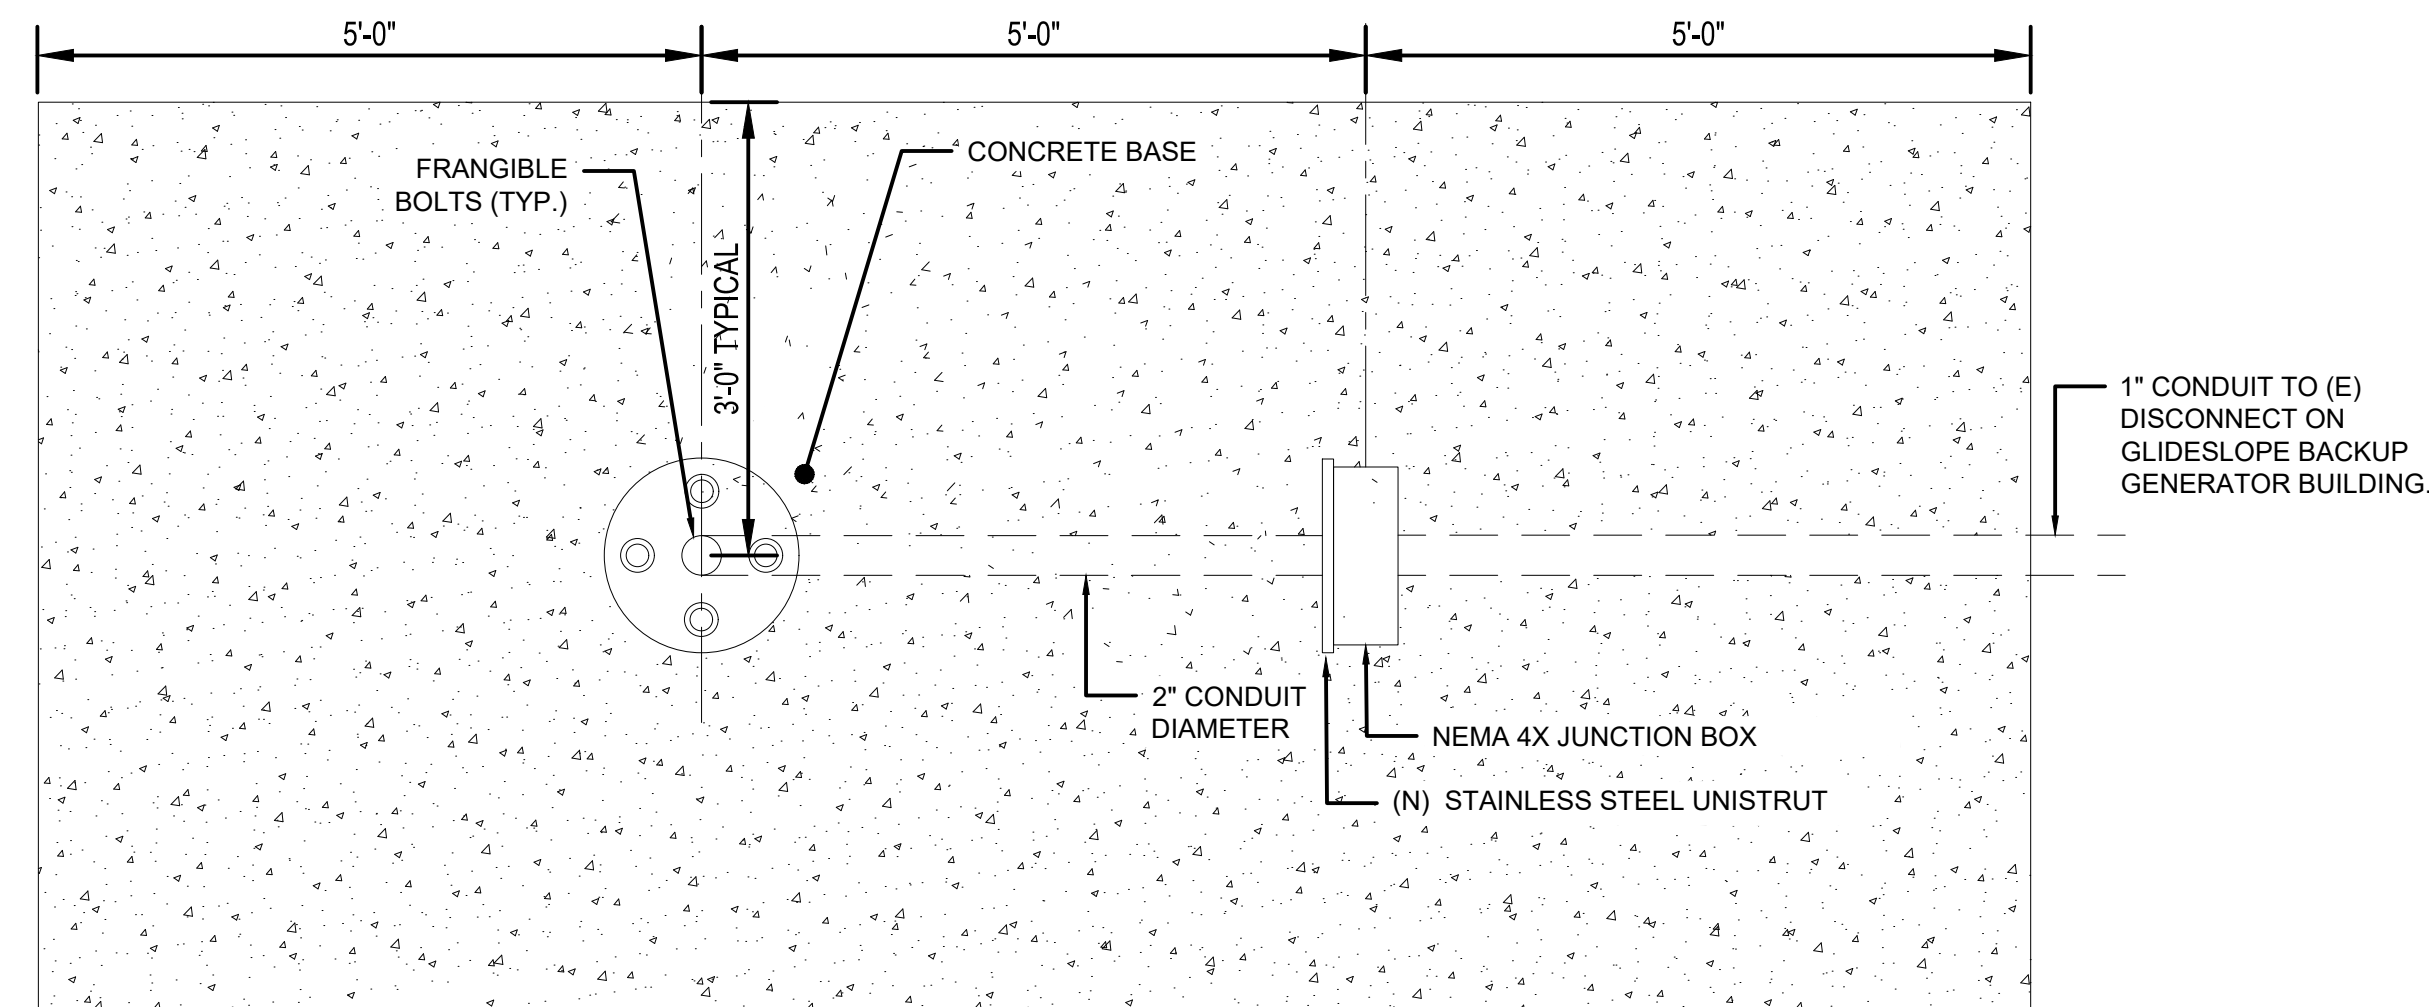 5'-0"
5'-0"
5'-0"
FRANGIBLE
BOLTS (TYP.)
CONCRETE BASE
3'-0" TYPICAL
1" CONDUIT TO (E)
DISCONNECT ON
GLIDESLOPE BACKUP
GENERATOR BUILDING.
2" CONDUIT
DIAMETER
NEMA 4X JUNCTION BOX
(N) STAINLESS STEEL UNISTRUT